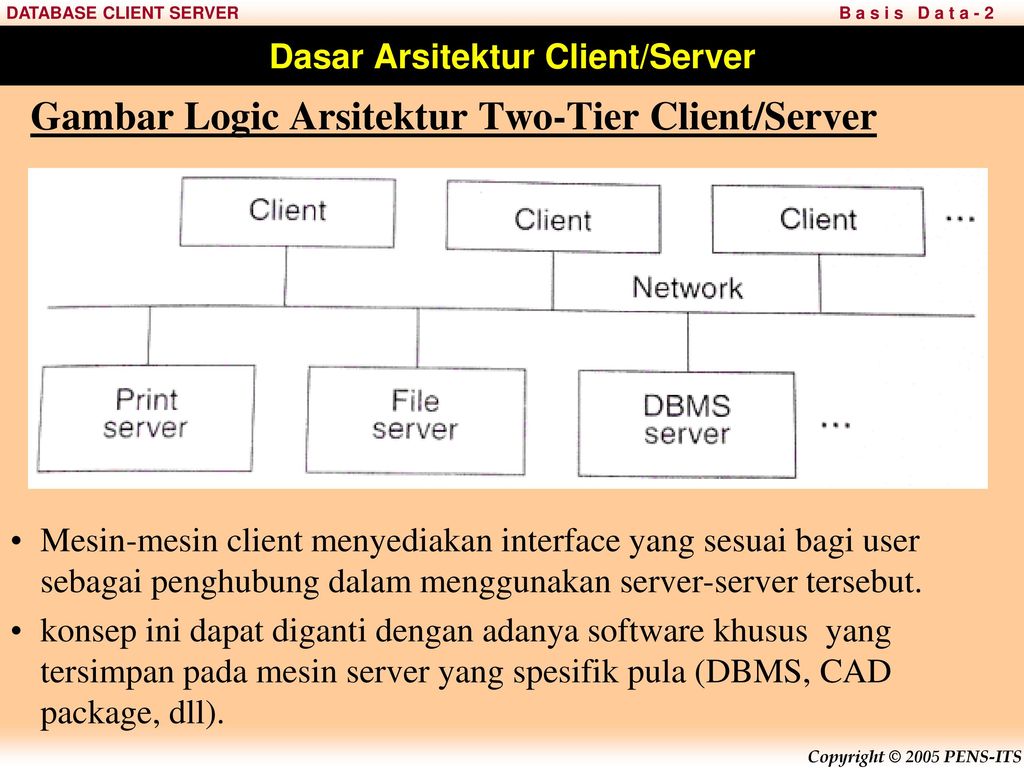 DATABASE CLIENT SERVER
Basis Data-2
Dasar Arsitektur Client/Server
Gambar Logic Arsitektur Two-Tier Client/Server
Client
Client
Client
...
Network
Print
server
File
server
DBMS
server
...
• Mesin-mesin client menyediakan interface yang sesuai bagi user
sebagai penghubung dalam menggunakan server-server tersebut.
• konsep ini dapat diganti dengan adanya software khusus yang
tersimpan pada mesin server yang spesifik pula (DBMS, CAD
package, dll).
Copyright © 2005 PENS-ITS